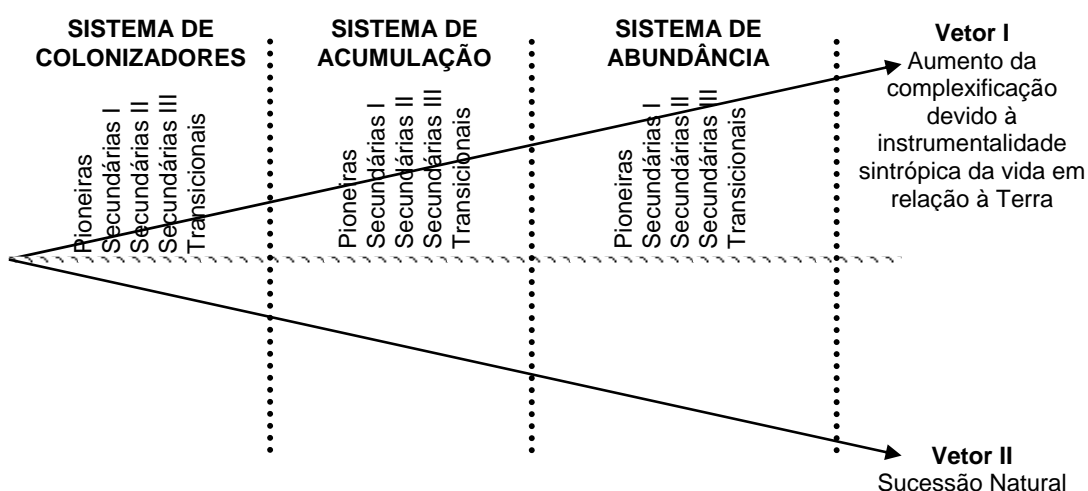 SISTEMA DE
COLONIZADORES
SISTEMA DE
ACUMULAÇÃO
SISTEMA DE
ABUNDÂNCIA
Vetor I
Aumento da
complexificação
devido à
instrumentalidade
sintrópica da vida em
relação à Terra
Pioneiras
Secundárias I
Secundárias II
Secundárias III
Transicionais
Pioneiras
Secundárias I
Secundárias II
Secundárias III
Transicionais
Pioneiras
Secundárias I
Secundárias II
Secundárias III
Transicionais
Vetor II
Sucessão Natural